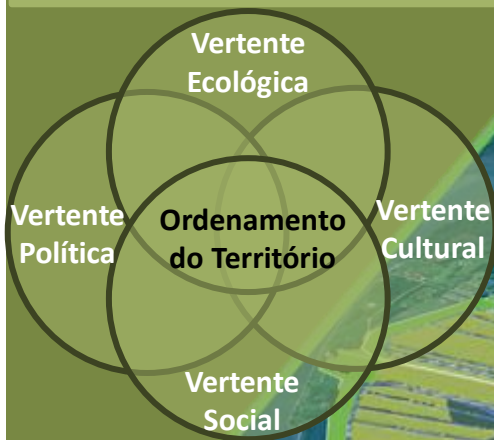 Vertente
Ecológica
Vertente
Política
Ordenamento
do Território
Vertente
Cultural
Vertente
Social